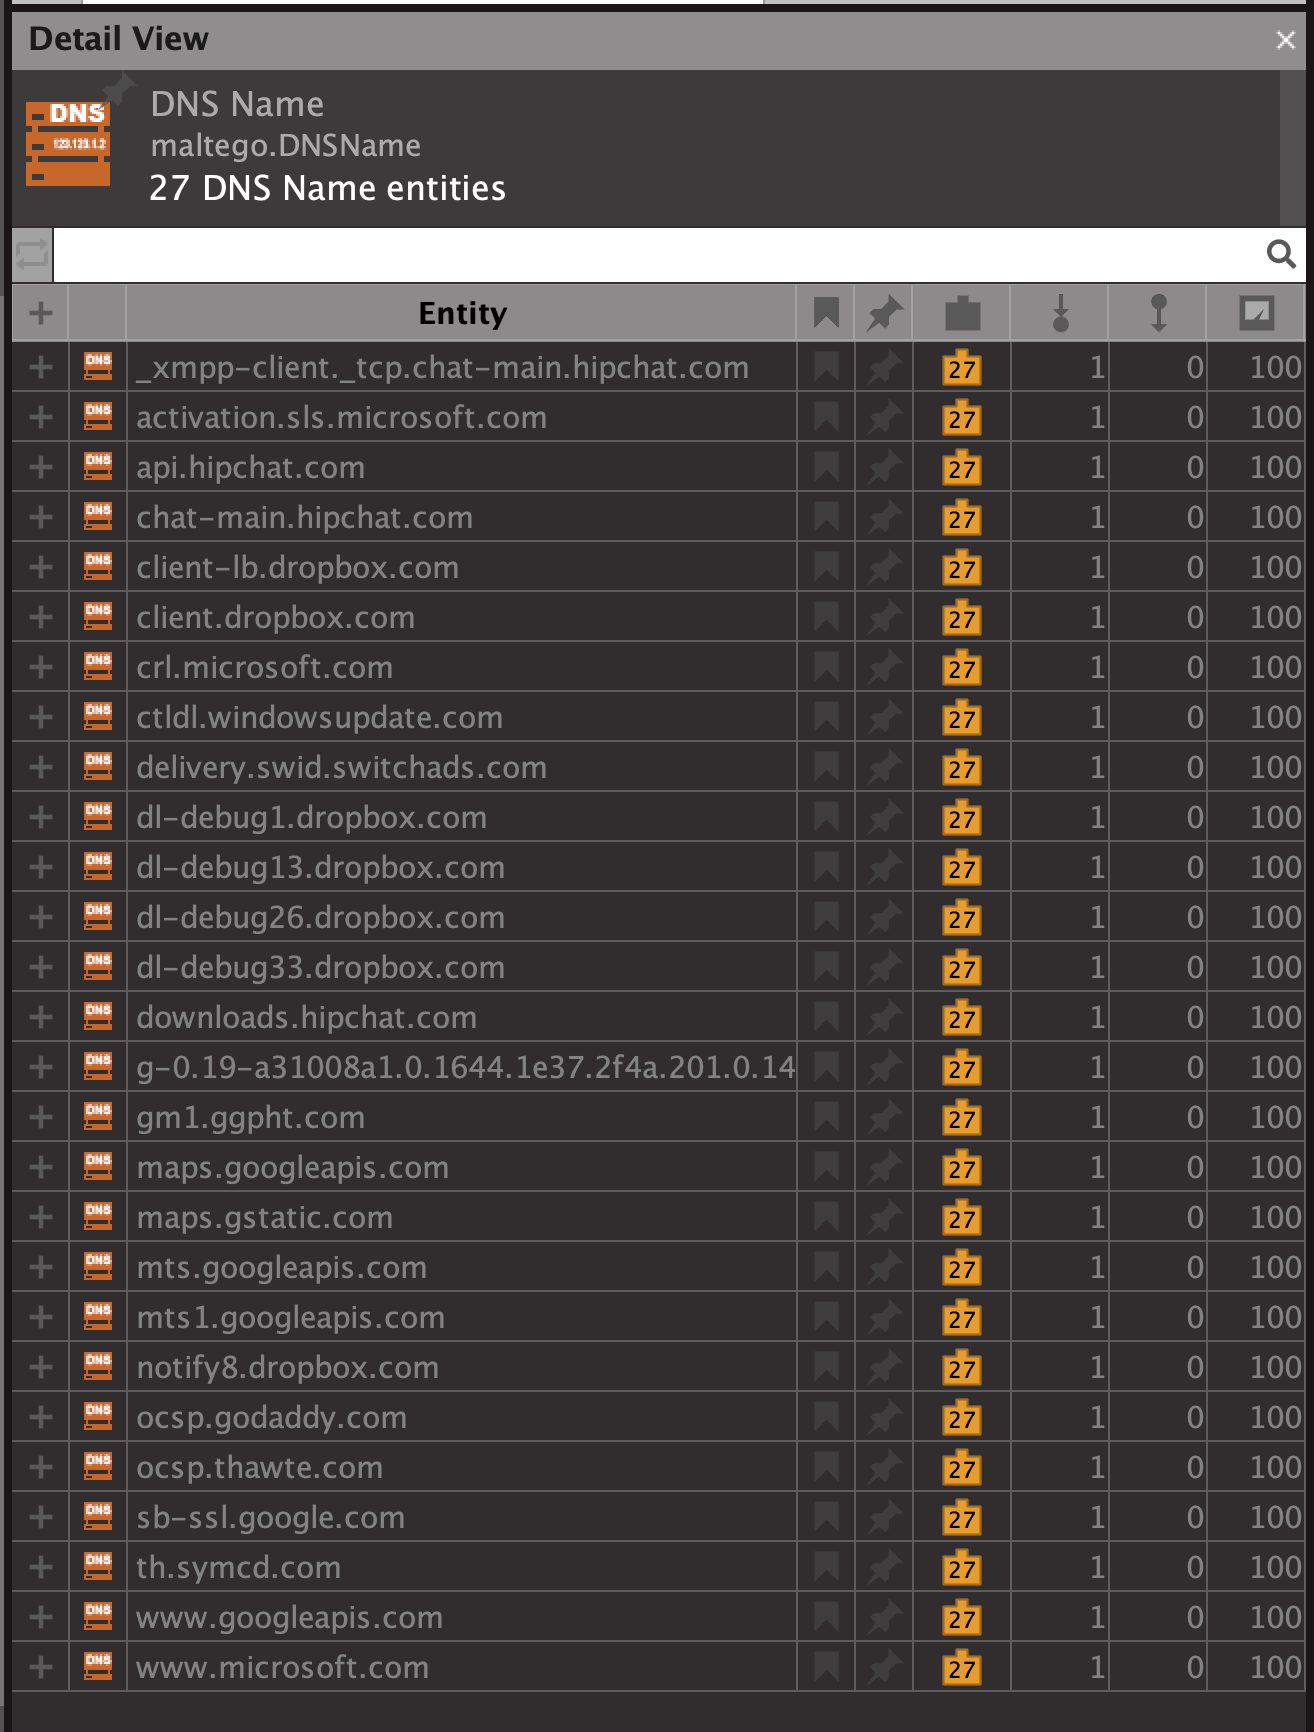 Detail View
DNS
123.123.1.2
DNS Name
maltego.DNSName
27 DNS Name entities
Entity
DNS _xmpp-client._tcp.chat-main.hipchat.com 27 1 0 100
DNS activation.sls.microsoft.com 27 1 0 100
DNS api.hipchat.com 27 1 0 100
DNS chat-main.hipchat.com 27 1 0 100
DNS client-lb.dropbox.com 27 1 0 100
DNS client.dropbox.com 27 1 0 100
DNS crl.microsoft.com 27 1 0 100
DNS ctldl.windowsupdate.com 27 1 0 100
DNS delivery.swid.switchads.com 27 1 0 100
DNS dl-debug1.dropbox.com 27 1 0 100
DNS dl-debug13.dropbox.com 27 1 0 100
DNS dl-debug26.dropbox.com 27 1 0 100
DNS dl-debug33.dropbox.com 27 1 0 100
DNS downloads.hipchat.com 27 1 0 100
DNS g-0.19-a31008a1.0.1644.1e37.2f4a.201.0.14 27 1 0 100
DNS gm1.ggpht.com 27 1 0 100
DNS maps.googleapis.com 27 1 0 100
DNS maps.gstatic.com 27 1 0 100
DNS mts.googleapis.com 27 1 0 100
DNS mts1.googleapis.com 27 1 0 100
DNS notify8.dropbox.com 27 1 0 100
DNS ocsp.godaddy.com 27 1 0 100
DNS ocsp.thawte.com 27 1 0 100
DNS sb-ssl.google.com 27 1 0 100
DNS th.symcd.com 27 1 0 100
DNS www.googleapis.com 27 1 0 100
DNS www.microsoft.com 27 1 0 100